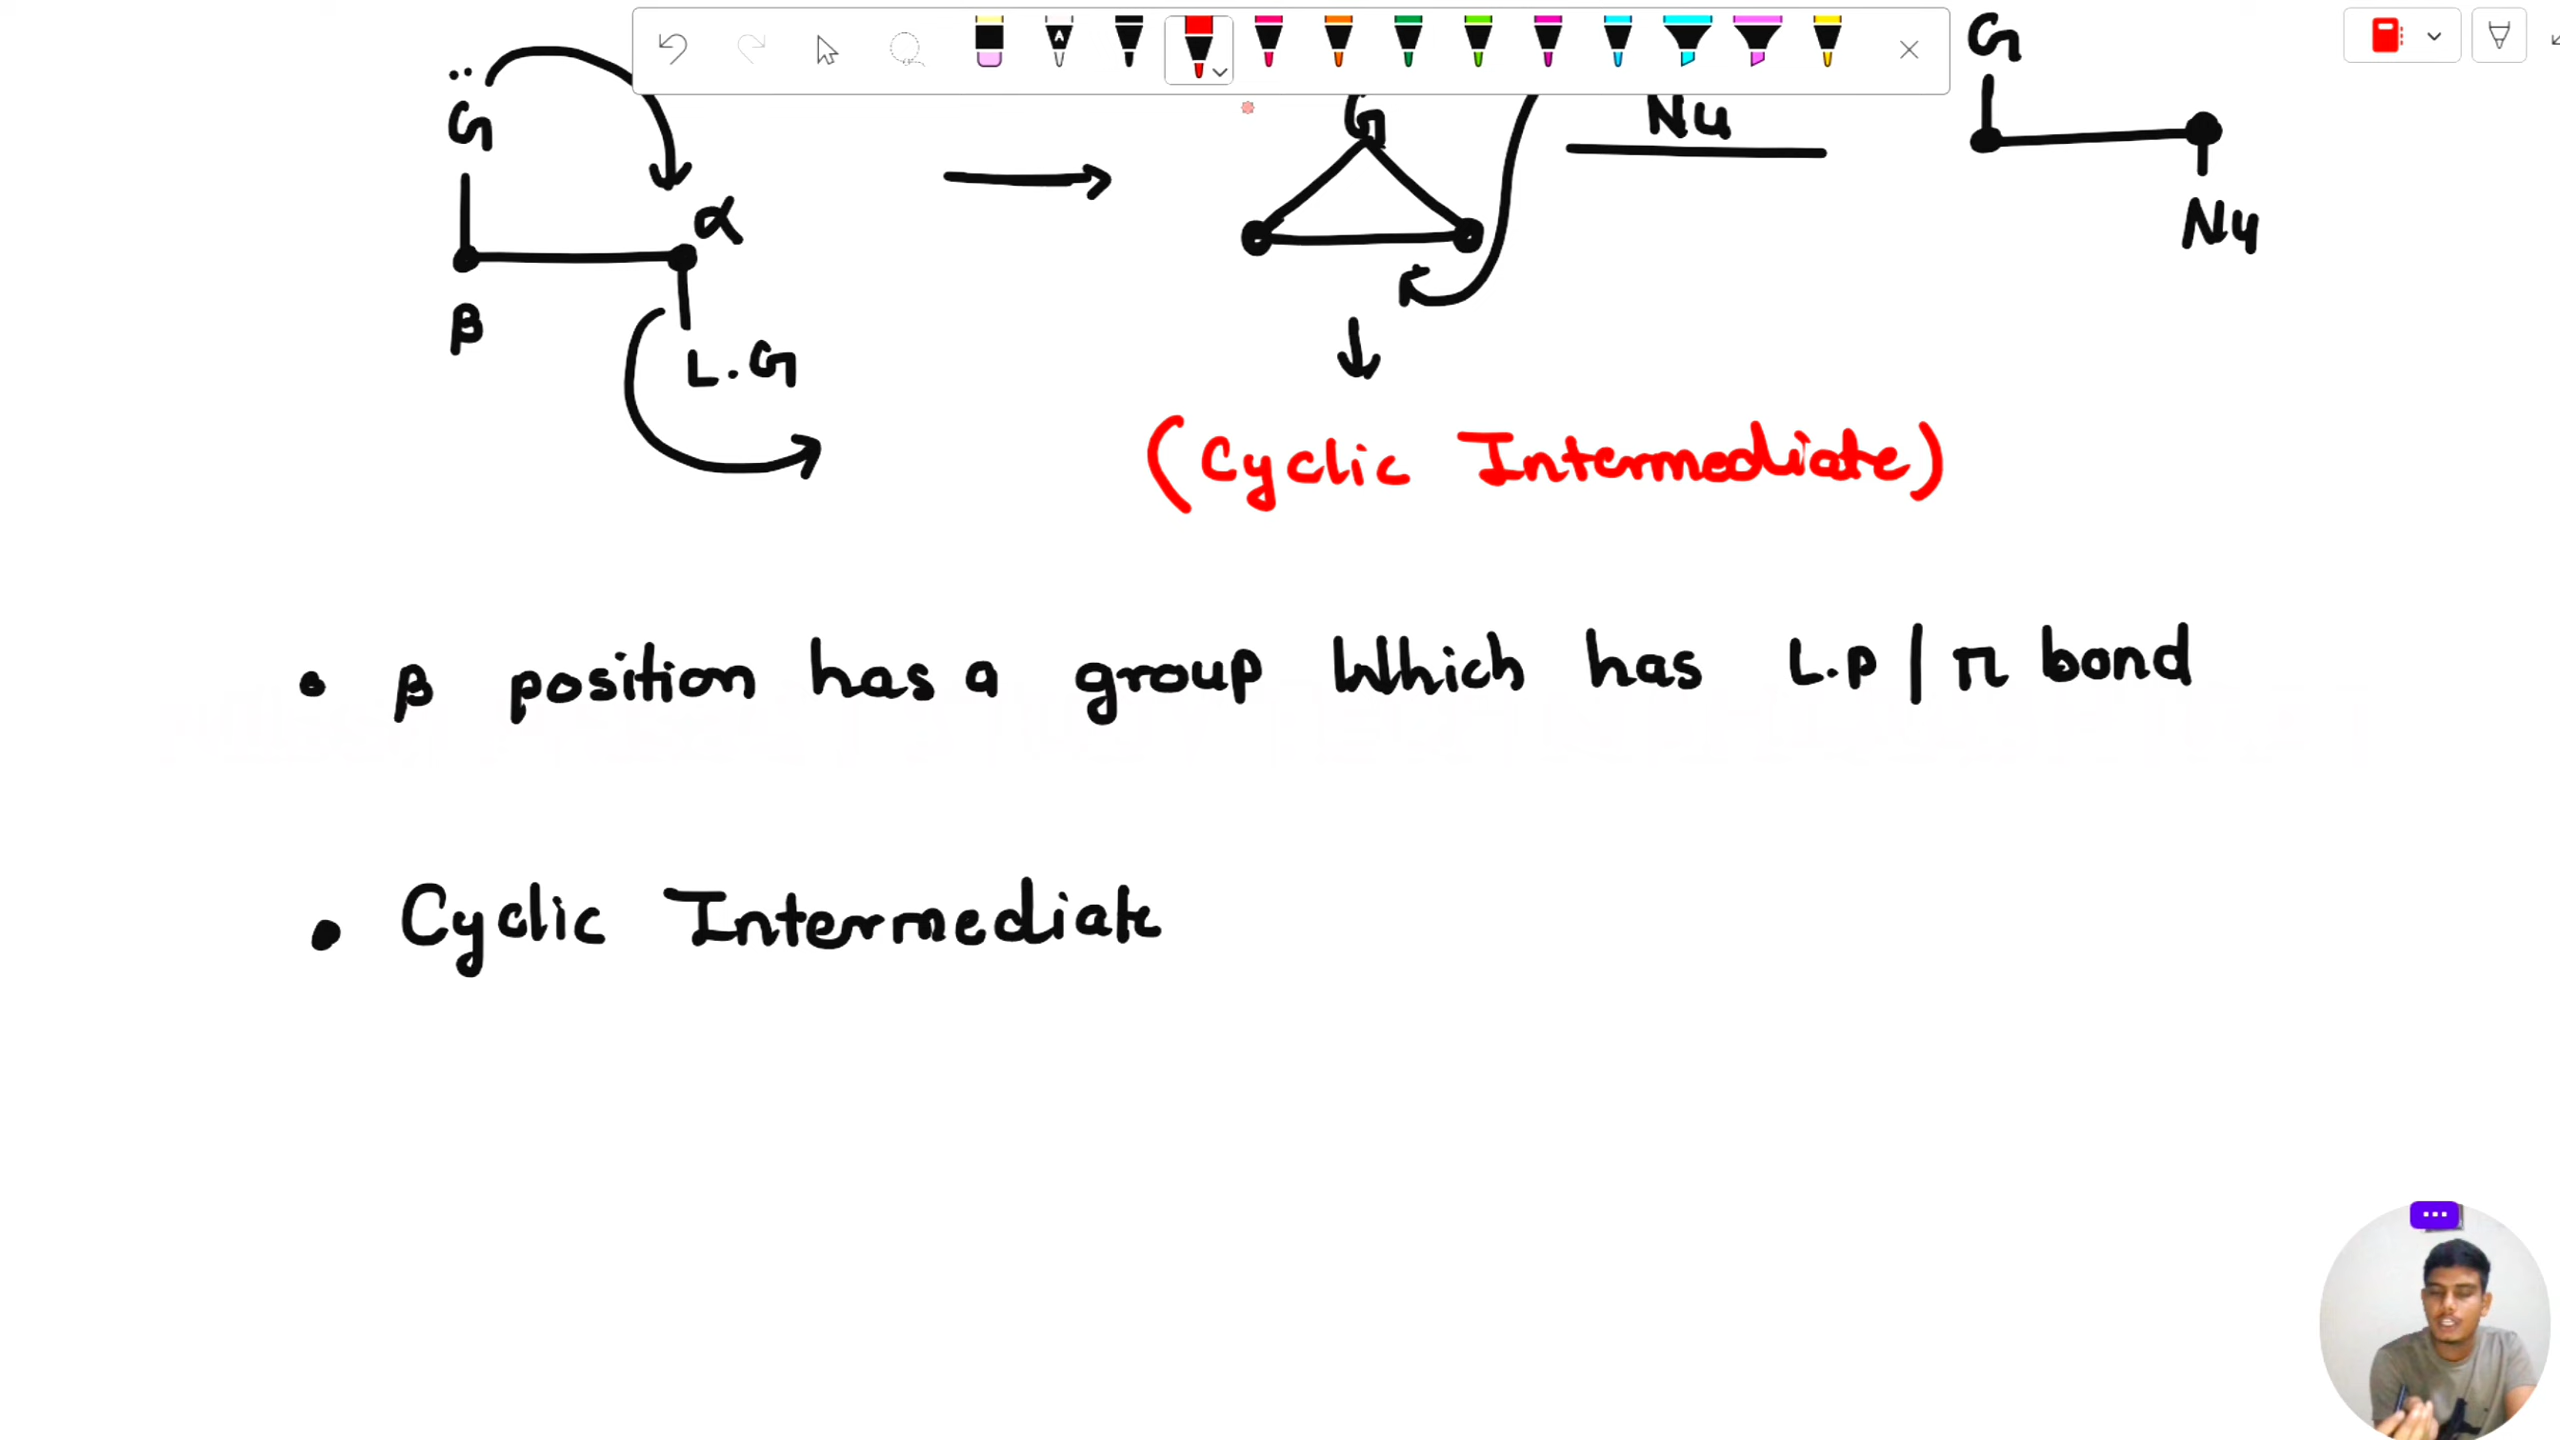 G
G
G
Nu
α
Nu
β
L.G
(Cyclic Intermediate)
• β position has a group Which has L.P | π bond
• Cyclic Intermediate